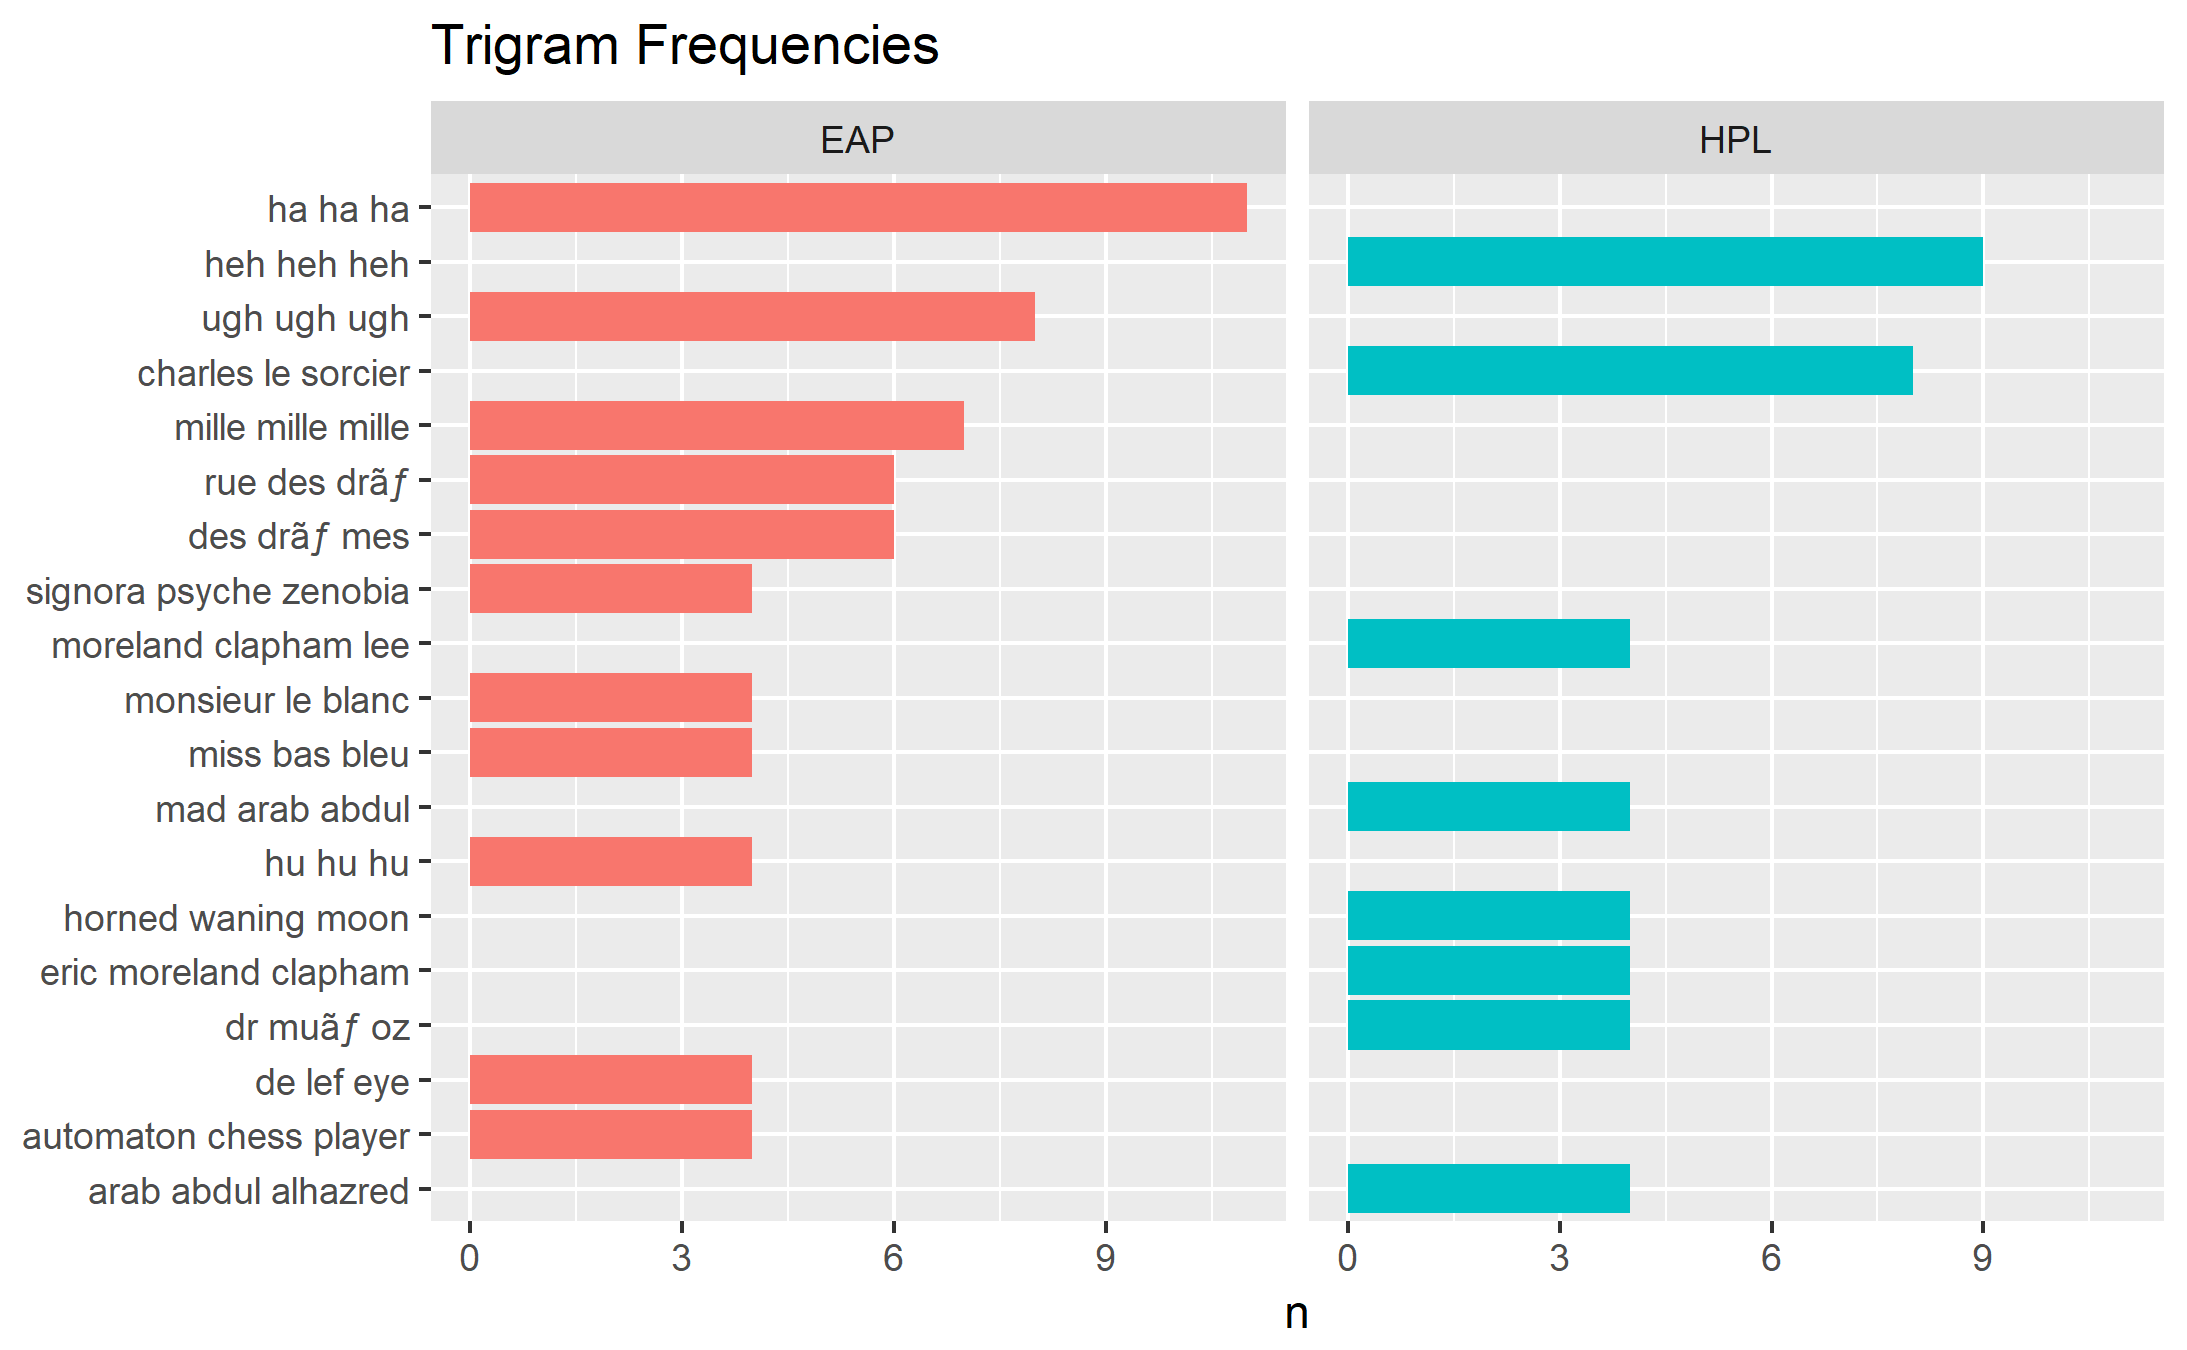 Trigram Frequencies
EAP
HPL
ha ha ha
heh heh heh
ugh ugh ugh
charles le sorcier
mille mille mille
rue des drãƒ
des drãƒ mes
signora psyche zenobia
moreland clapham lee
monsieur le blanc
miss bas bleu
mad arab abdul
hu hu hu
horned waning moon
eric moreland clapham
dr muãƒ oz
de lef eye
automaton chess player
arab abdul alhazred
0 3 6 9
0 3 6 9
n